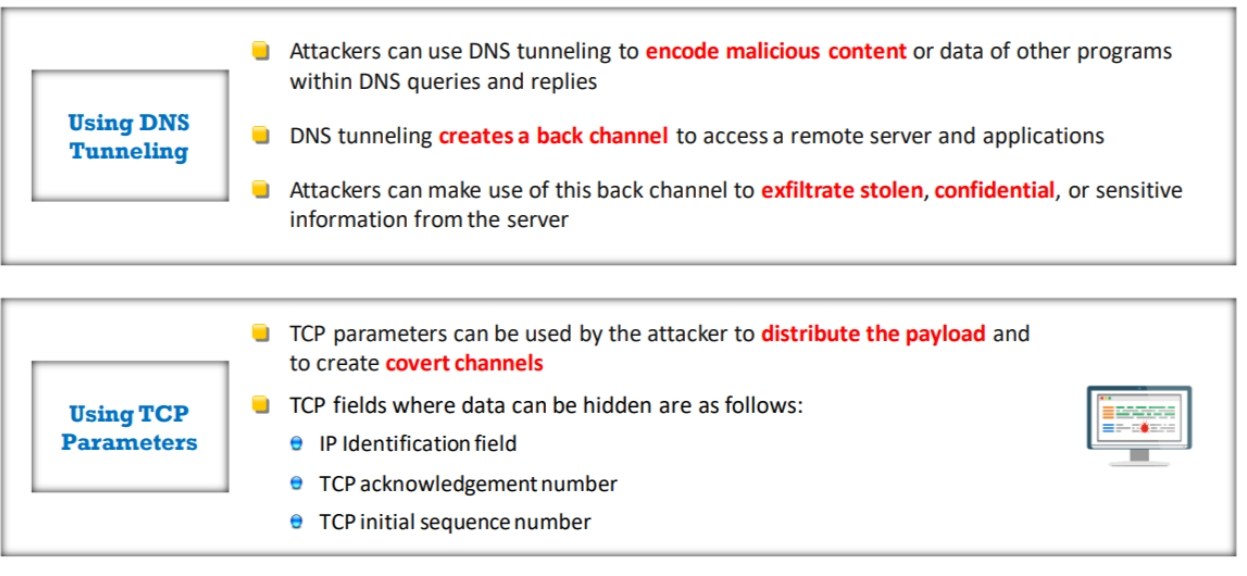 Using DNS
Tunneling
Attackers can use DNS tunneling to encode malicious content or data of other programs
within DNS queries and replies
DNS tunneling creates a back channel to access a remote server and applications
Attackers can make use of this back channel to exfiltrate stolen, confidential, or sensitive
information from the server
Using TCP
Parameters
TCP parameters can be used by the attacker to distribute the payload and
to create covert channels
TCP fields where data can be hidden are as follows:
IP Identification field
TCP acknowledgement number
TCP initial sequence number